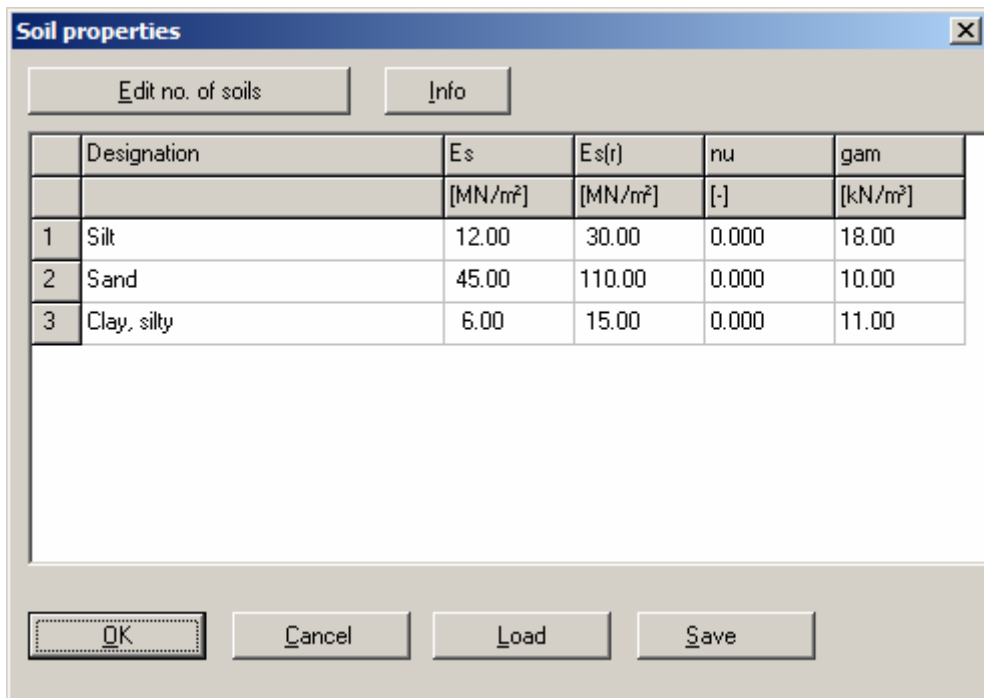 Soil properties
Edit no. of soils Info
Designation Es Es(r) nu gam
[MN/m²] [MN/m²] [-] [kN/m³]
1 Silt 12.00 30.00 0.000 18.00
2 Sand 45.00 110.00 0.000 10.00
3 Clay, silty 6.00 15.00 0.000 11.00
OK Cancel Load Save